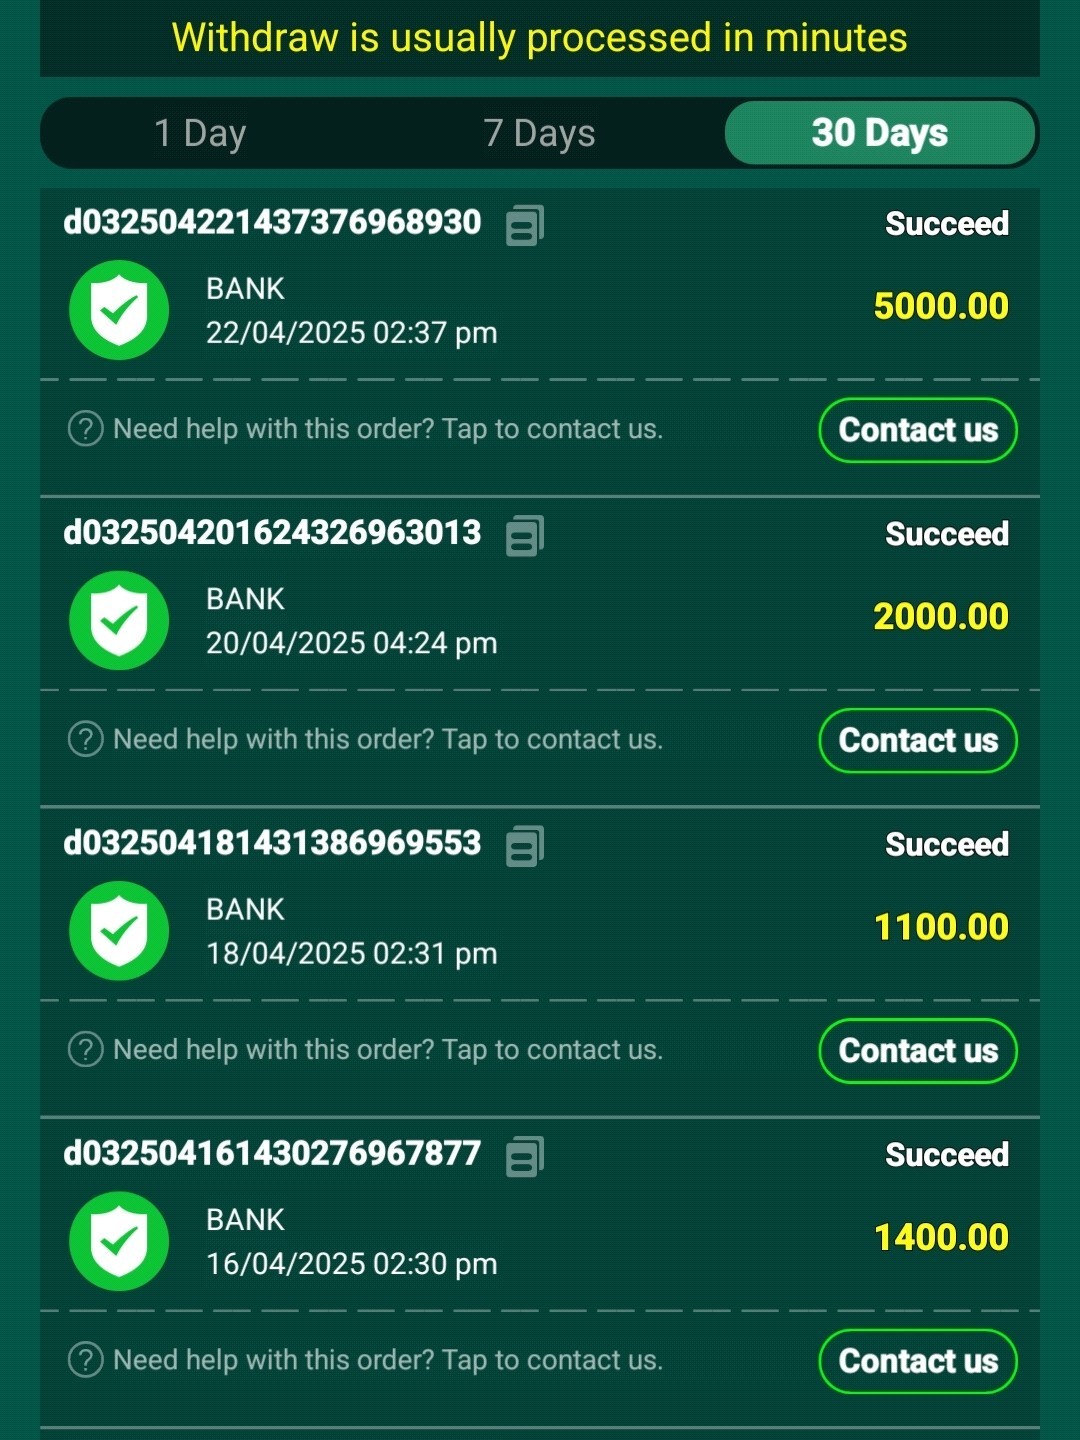 Withdraw is usually processed in minutes
1 Day 7 Days 30 Days
d032504221437376968930 Succeed
BANK
5000.00
22/04/2025 02:37 pm
? Need help with this order? Tap to contact us. Contact us
d032504201624326963013 Succeed
BANK
2000.00
20/04/2025 04:24 pm
? Need help with this order? Tap to contact us. Contact us
d032504181431386969553 Succeed
BANK
1100.00
18/04/2025 02:31 pm
? Need help with this order? Tap to contact us. Contact us
d032504161430276967877 Succeed
BANK
1400.00
16/04/2025 02:30 pm
? Need help with this order? Tap to contact us. Contact us